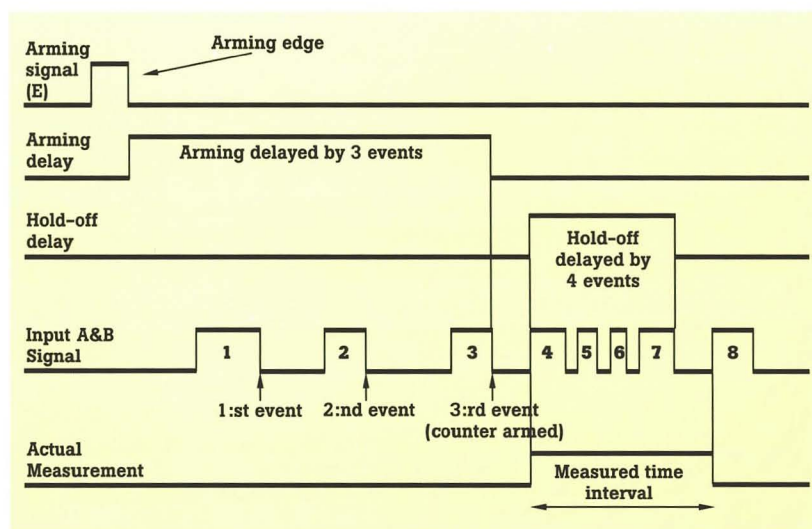 Arming
signal
(E)
Arming edge
Arming
delay
Arming delayed by 3 events
Hold-off
delay
Hold-off
delayed by
4 events
Input A&B
Signal
1 2 3 4 5 6 7 8
1:st event 2:nd event 3:rd event
(counter armed)
Actual
Measurement
Measured time
interval